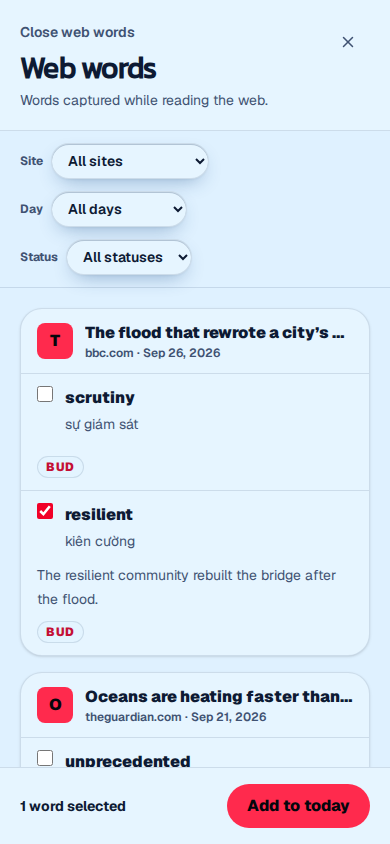 Close web words
Web words
Words captured while reading the web.
Site All sites
Day All days
Status All statuses
T The flood that rewrote a city’s ...
bbc.com · Sep 26, 2026
scrutiny
sự giám sát
BUD
resilient
kiên cường
The resilient community rebuilt the bridge after
the flood.
BUD
O Oceans are heating faster than...
theguardian.com · Sep 21, 2026
unprecedented
1 word selected Add to today